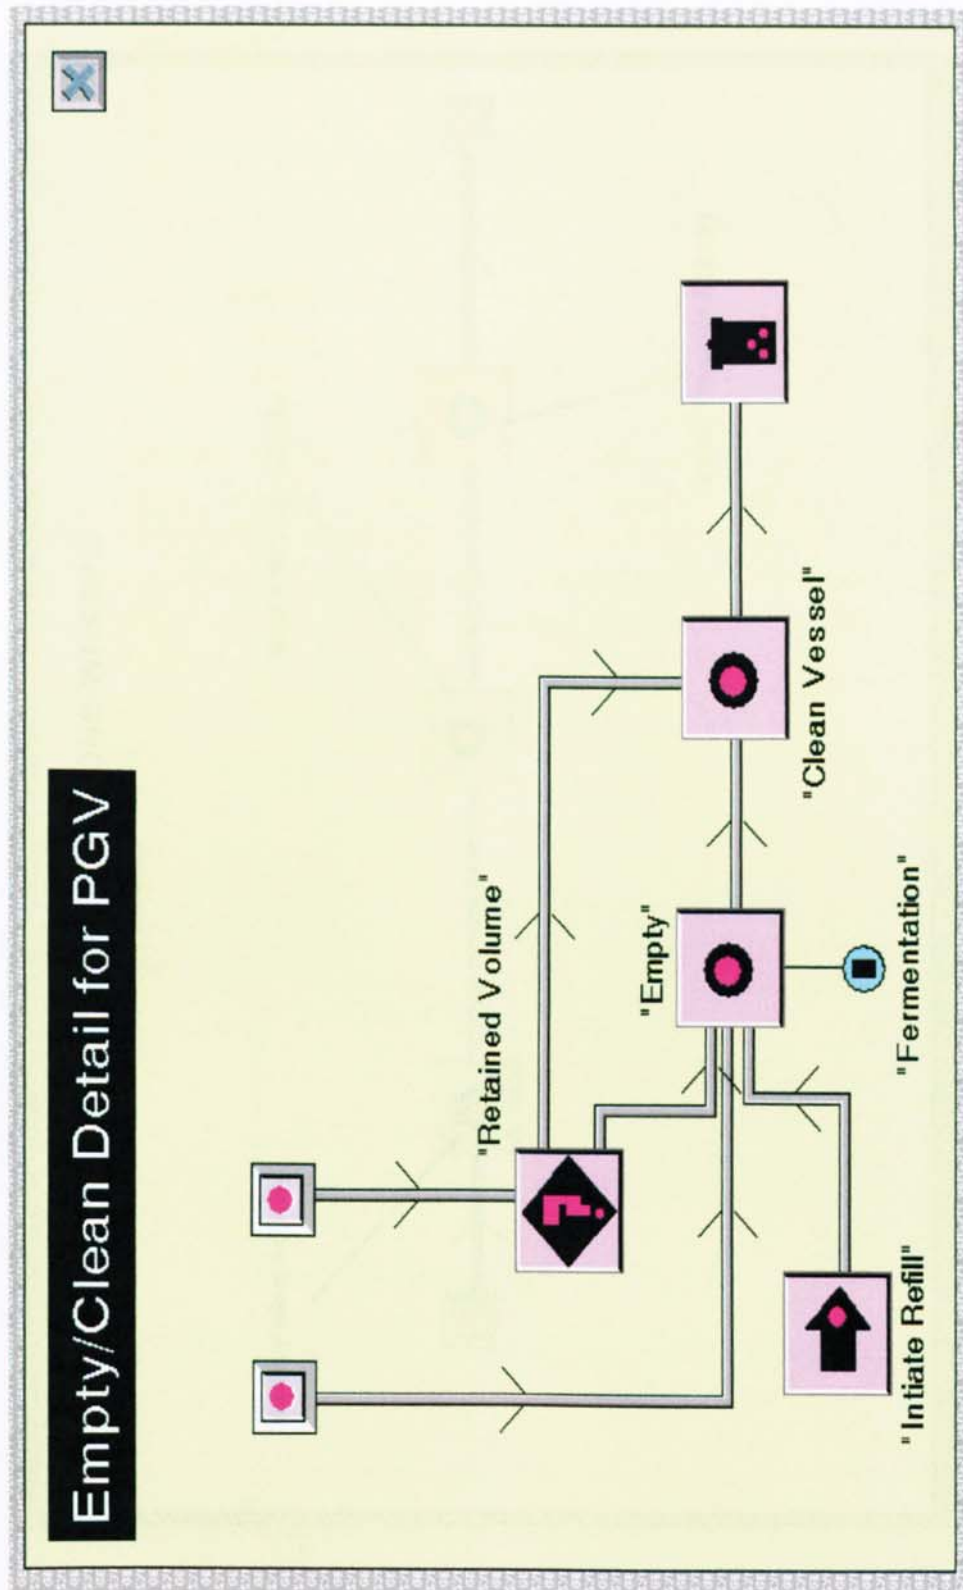 Empty/Clean Detail for PGV
"Retained Volume"
"Empty"
"Clean Vessel"
"Fermentation"
"Intiate Refill"